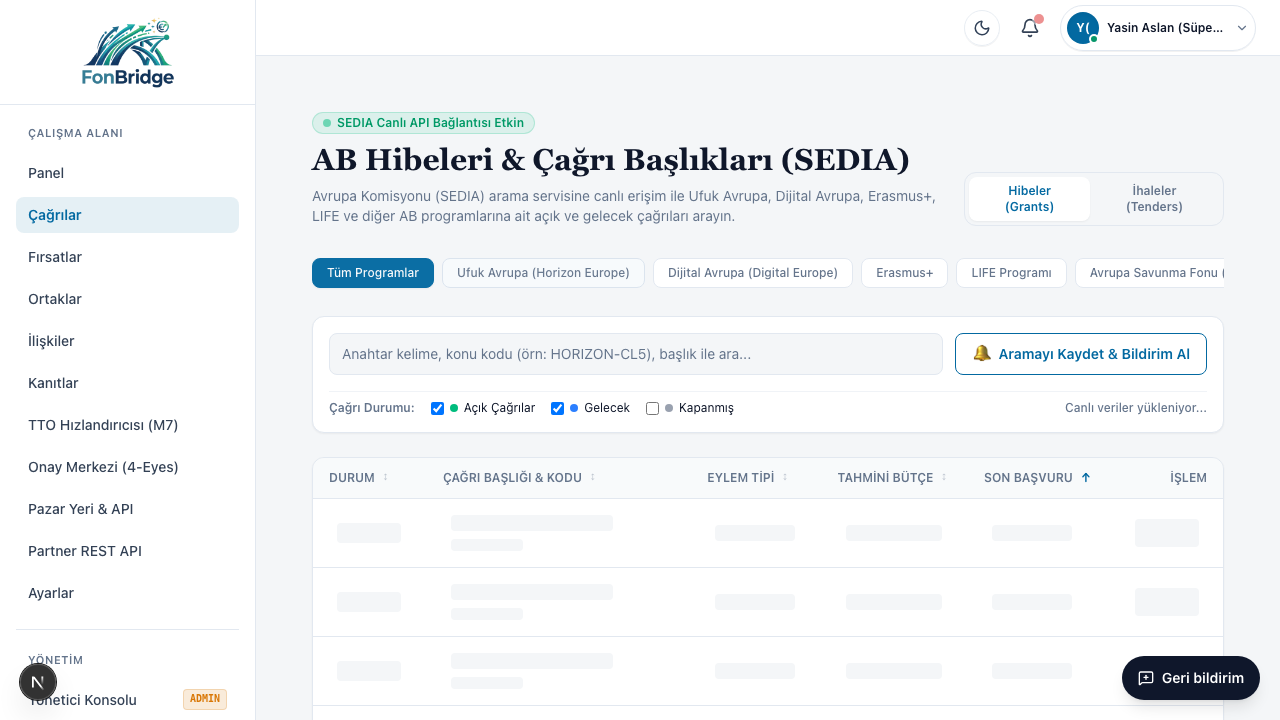 FonBridge
ÇALIŞMA ALANI
Panel
Çağrılar
Fırsatlar
Ortaklar
İlişkiler
Kanıtlar
TTO Hızlandırıcısı (M7)
Onay Merkezi (4-Eyes)
Pazar Yeri & API
Partner REST API
Ayarlar
YÖNETİM
Yönetici Konsolu
ADMIN
N
Y(
Yasin Aslan (Süpe...
SEDIA Canlı API Bağlantısı Etkin
AB Hibeleri & Çağrı Başlıkları (SEDIA)
Avrupa Komisyonu (SEDIA) arama servisine canlı erişim ile Ufuk Avrupa, Dijital Avrupa, Erasmus+,
LIFE ve diğer AB programlarına ait açık ve gelecek çağrıları arayın.
Hibeler
(Grants)
İhaleler
(Tenders)
Tüm Programlar
Ufuk Avrupa (Horizon Europe)
Dijital Avrupa (Digital Europe)
Erasmus+
LIFE Programı
Avrupa Savunma Fonu (
Anahtar kelime, konu kodu (örn: HORIZON-CL5), başlık ile ara...
Aramayı Kaydet & Bildirim Al
Çağrı Durumu:
Açık Çağrılar
Gelecek
Kapanmış
Canlı veriler yükleniyor...
DURUM
ÇAĞRI BAŞLIĞI & KODU
EYLEM TİPİ
TAHMİNİ BÜTÇE
SON BAŞVURU
İŞLEM
Geri bildirim